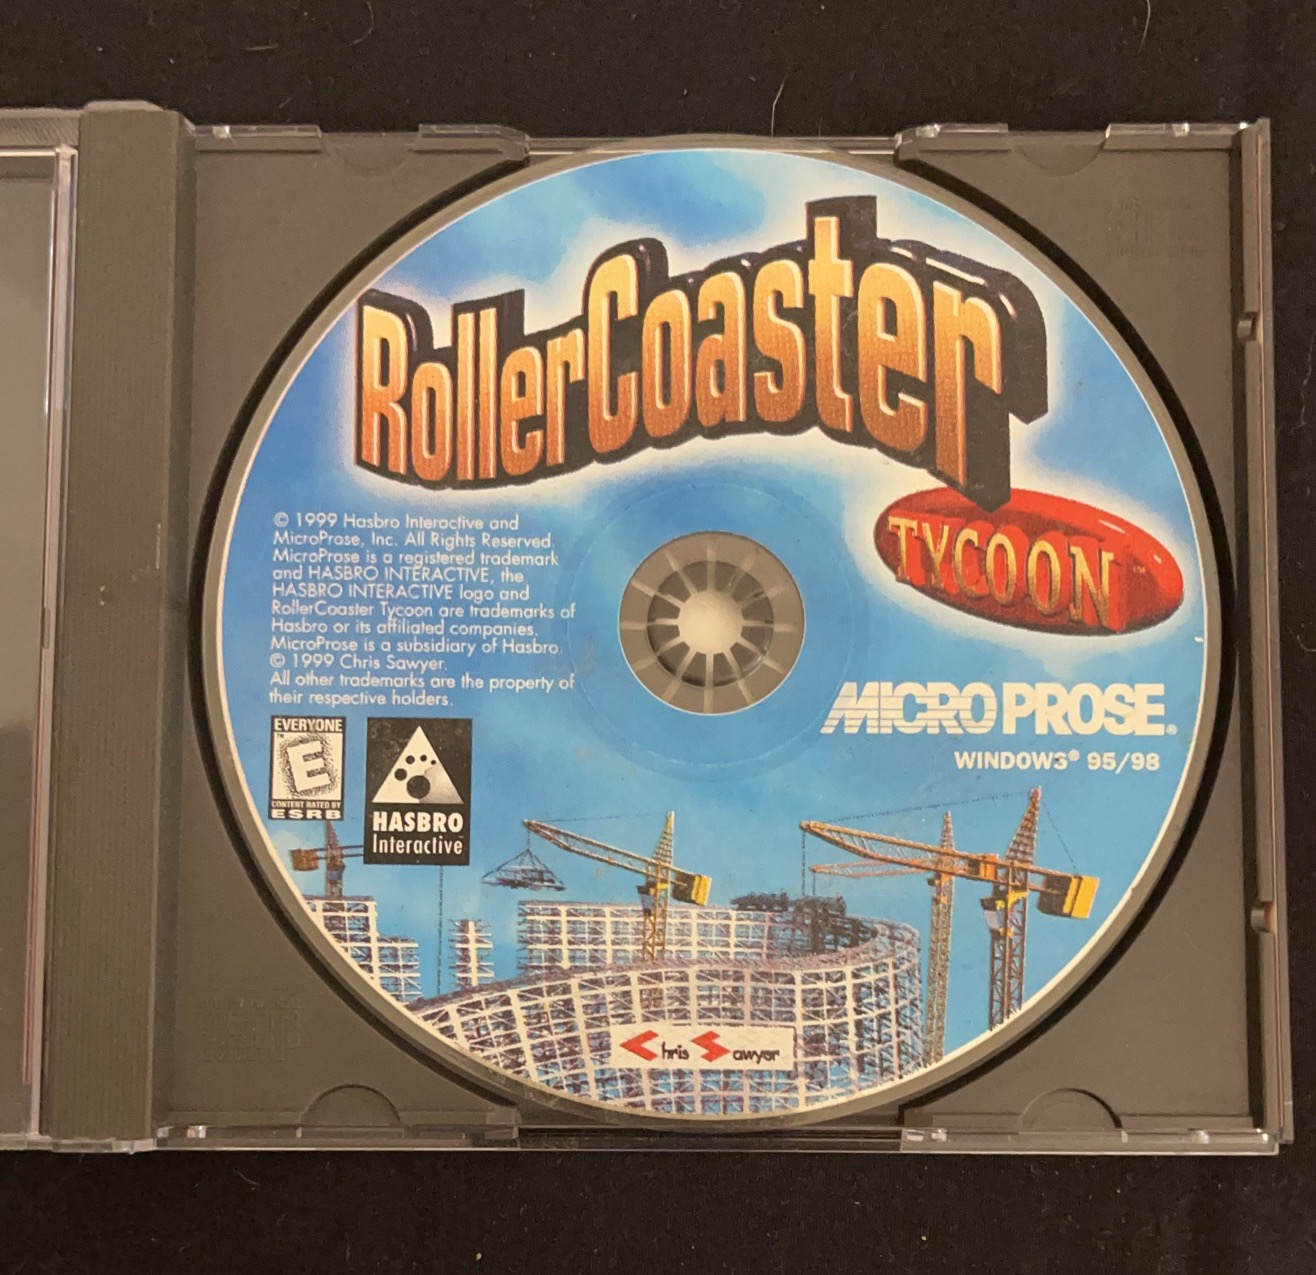 RollerCoaster
TYCOON
© 1999 Hasbro Interactive and
MicroProse, Inc. All Rights Reserved.
MicroProse is a registered trademark
and HASBRO INTERACTIVE, the
HASBRO INTERACTIVE logo and
RollerCoaster Tycoon are trademarks of
Hasbro or its affiliated companies.
MicroProse is a subsidiary of Hasbro.
© 1999 Chris Sawyer.
All other trademarks are the property of
their respective holders.
MICROPROSE®
WINDOWS® 95/98
EVERYONE
E
CONTENT RATED BY
ESRB
HASBRO
Interactive
Chris Sawyer